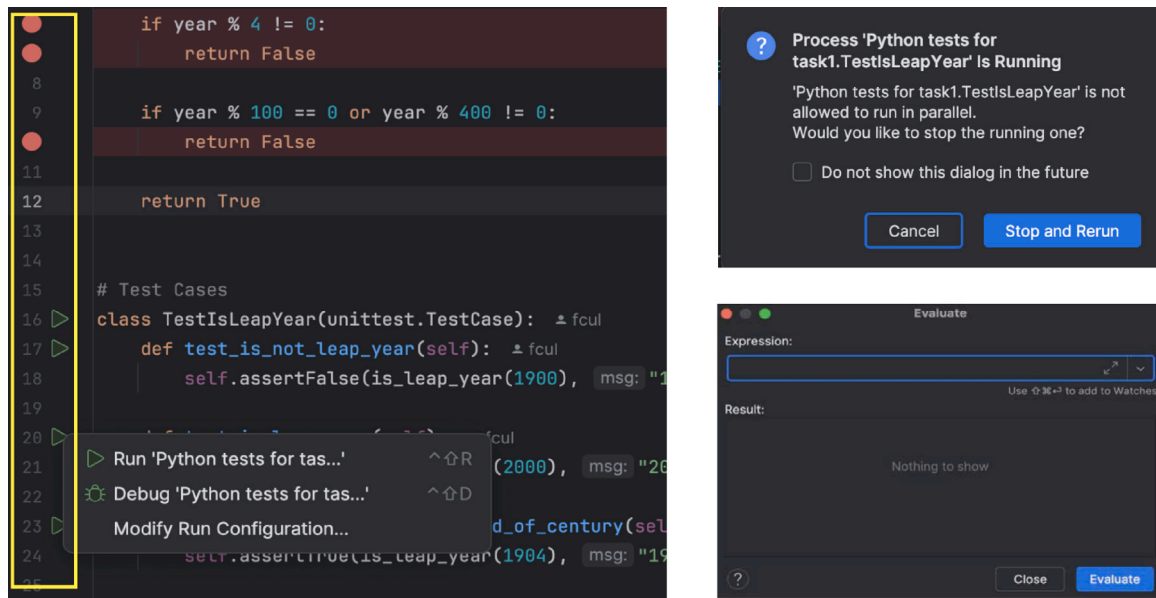 if year % 4 != 0:
return False
8
9 if year % 100 == 0 or year % 400 != 0:
return False
11
12 return True
13
14
15 # Test Cases
16 class TestIsLeapYear(unittest.TestCase): fcul
17 def test_is_not_leap_year(self): fcul
18 self.assertFalse(is_leap_year(1900), msg: "1
19
20 fcul
21 (2000), msg: "20
22
23 d_of_century(sel
24 self.assertTrue(is_leap_year(1904), msg: "19
25
Run 'Python tests for tas...' ^⇧R
Debug 'Python tests for tas...' ^⇧D
Modify Run Configuration...
Process 'Python tests for
task1.TestIsLeapYear' Is Running
'Python tests for task1.TestIsLeapYear' is not
allowed to run in parallel.
Would you like to stop the running one?
Do not show this dialog in the future
Cancel Stop and Rerun
Evaluate
Expression:
Use ⇧⌘⏎ to add to Watches
Result:
Nothing to show
? Close Evaluate